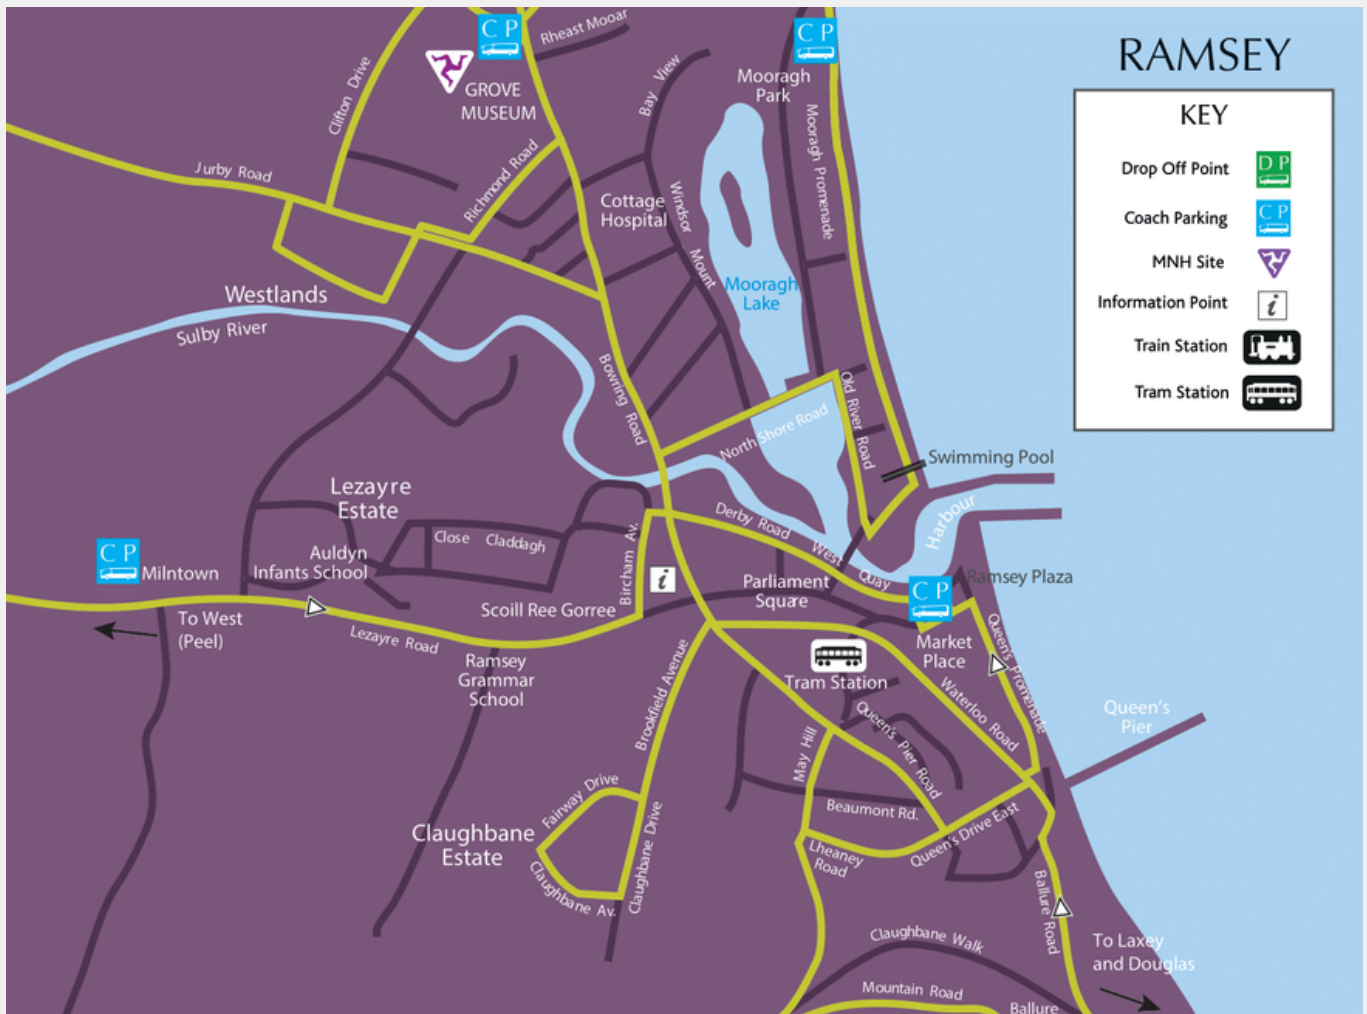 RAMSEY
KEY
D P
Drop Off Point
C P
Coach Parking
MNH Site
i
Information Point
Train Station
Tram Station
C P
Rheast Mooar
C P
Clifton Drive
GROVE
MUSEUM
Bay View
Mooragh
Park
Mooragh Promenade
Jurby Road
Richmond Road
Cottage
Hospital
Windsor Mount
Mooragh
Lake
Westlands
Sulby River
Bowring Road
North Shore Road
Old River Road
Swimming Pool
Harbour
Lezayre
Estate
Close Claddagh
Derby Road
West Quay
C P
Milntown
Auldyn
Infants School
Bircham Av.
i
Parliament
Square
C P
Ramsey Plaza
Scoill Ree Gorree
To West
(Peel)
Lezayre Road
Ramsey
Grammar
School
Market
Place
Queen's Promenade
Tram Station
Brookfield Avenue
Waterloo Road
Queen's
Pier
May Hill
Queen's Pier Road
Fairway Drive
Beaumont Rd.
Queen's Drive East
Claughbane
Estate
Claughbane Drive
Lheaney
Road
Claughbane Av.
Ballure Road
Claughbane Walk
To Laxey
and Douglas
Mountain Road
Ballure